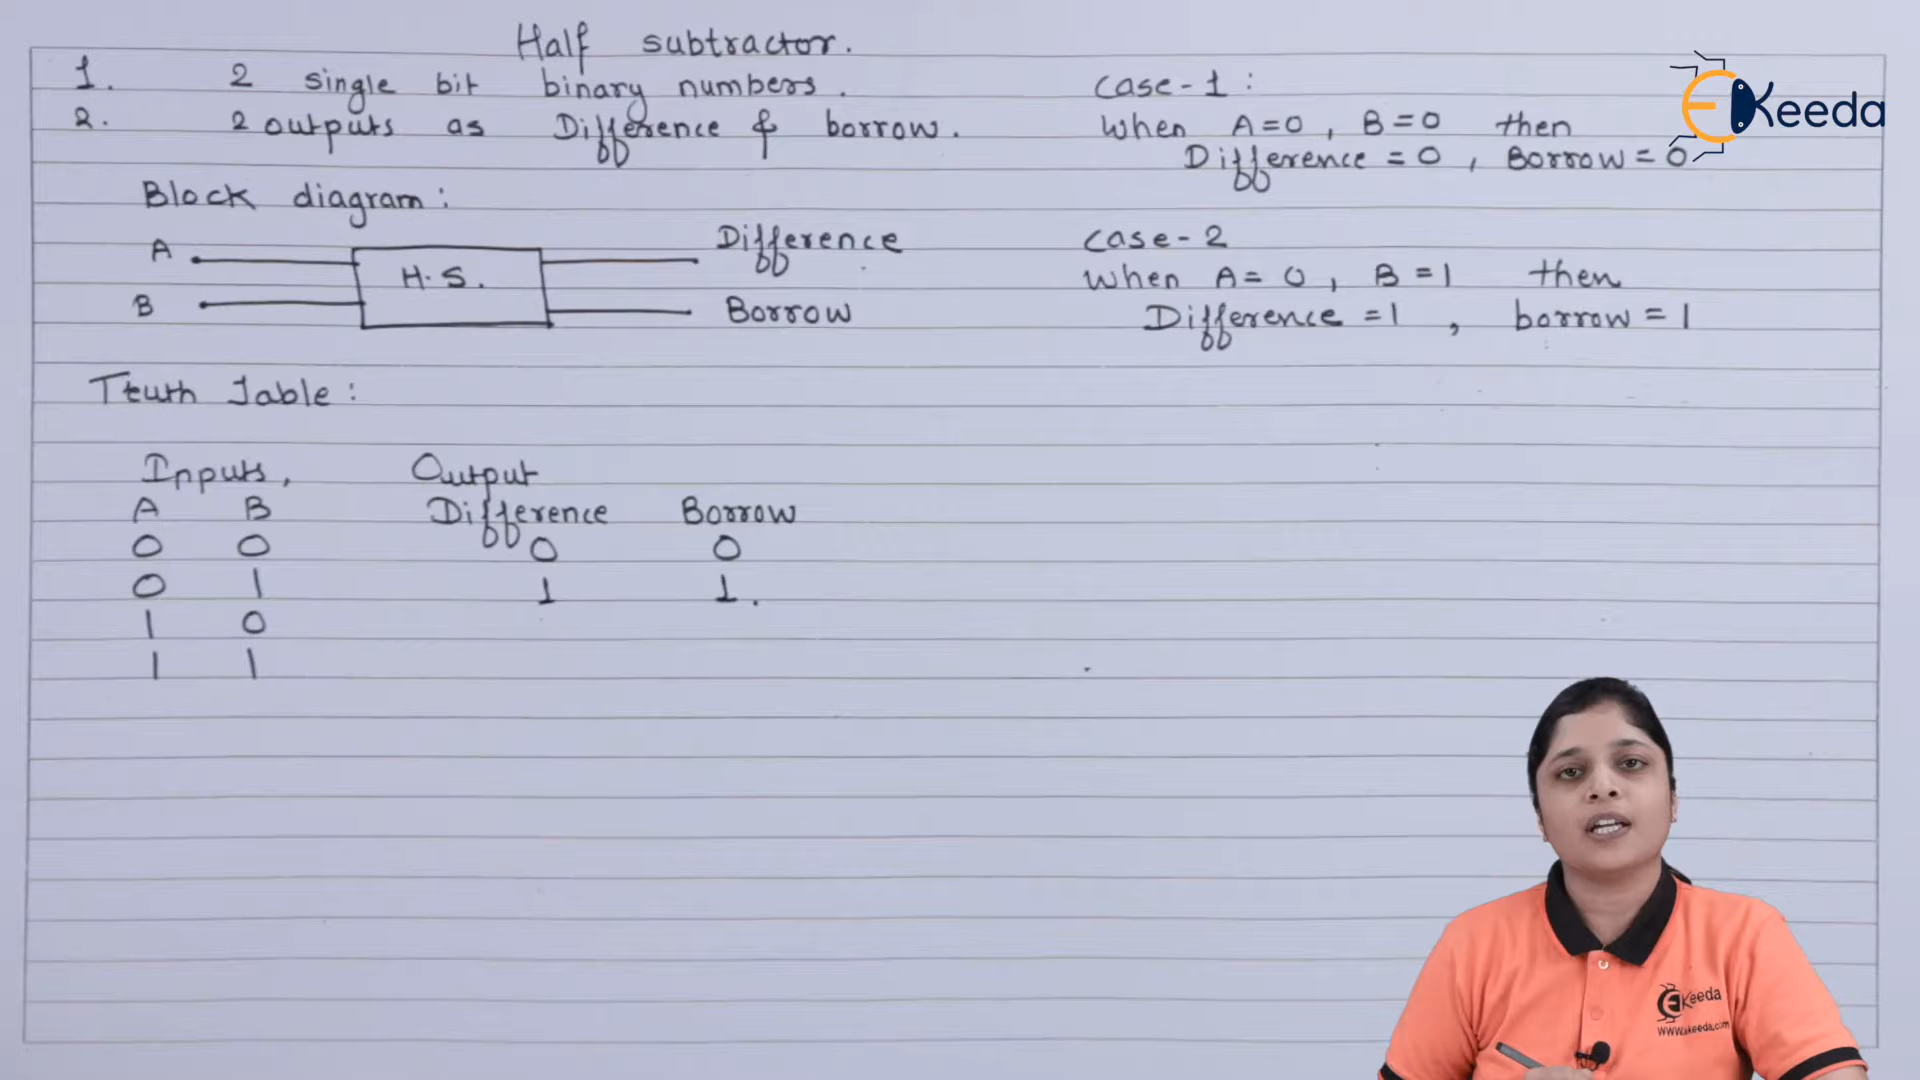 Half subtractor.
1. 2 single bit binary numbers.
2. 2 outputs as Difference & borrow.
Block diagram:
A
B
H.S.
Difference
Borrow
Truth Table:
Inputs, Output
A B Difference Borrow
0 0 0 0
0 1 1 1.
1 0
1 1
Case-1:
When A=0, B=0 then
Difference = 0, Borrow = 0
Case-2
When A=0, B=1 then
Difference = 1, borrow = 1
EKeeda
EKeeda
www.ekeeda.com